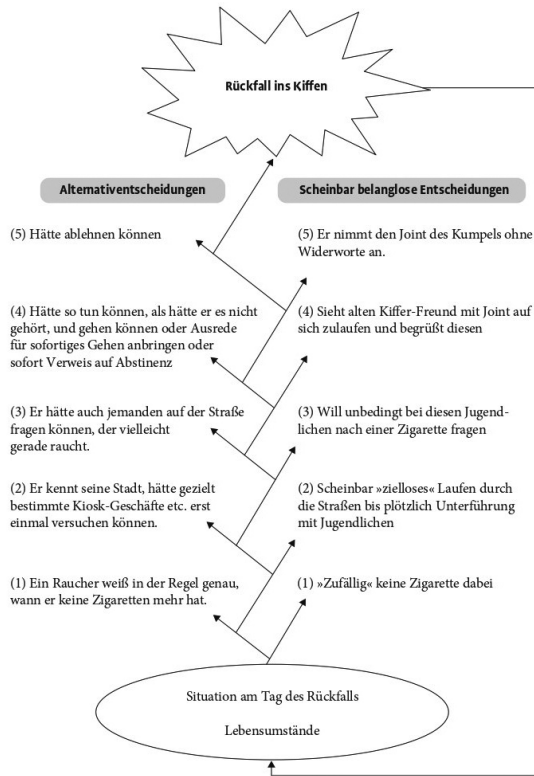 Rückfall ins Kiffen
Alternativentscheidungen
Scheinbar belanglose Entscheidungen
(5) Hätte ablehnen können
(5) Er nimmt den Joint des Kumpels ohne
Widerworte an.
(4) Hätte so tun können, als hätte er es nicht
gehört, und gehen können oder Ausrede
für sofortiges Gehen anbringen oder
sofort Verweis auf Abstinenz
(4) Sieht alten Kiffer-Freund mit Joint auf
sich zulaufen und begrüßt diesen
(3) Er hätte auch jemanden auf der Straße
fragen können, der vielleicht
gerade raucht.
(3) Will unbedingt bei diesen Jugend-
lichen nach einer Zigarette fragen
(2) Er kennt seine Stadt, hätte gezielt
bestimmte Kiosk-Geschäfte etc. erst
einmal versuchen können.
(2) Scheinbar »zielloses« Laufen durch
die Straßen bis plötzlich Unterführung
mit Jugendlichen
(1) Ein Raucher weiß in der Regel genau,
wann er keine Zigaretten mehr hat.
(1) »Zufällig« keine Zigarette dabei
Situation am Tag des Rückfalls
Lebensumstände